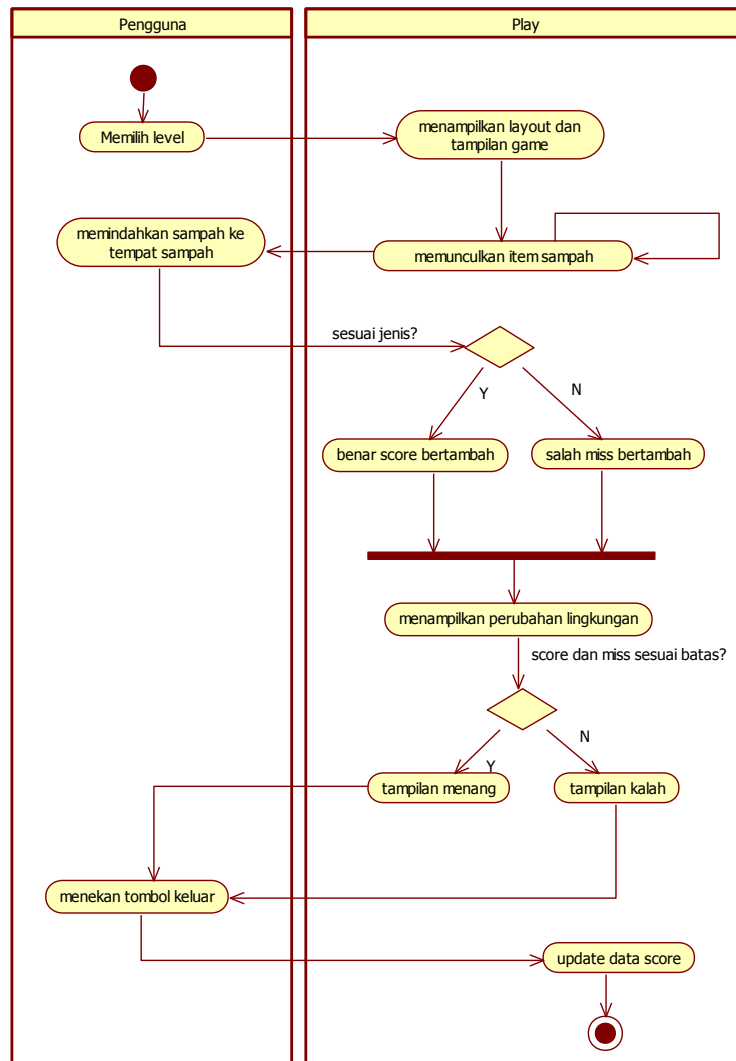 Pengguna
Play
Memilih level
menampilkan layout dan
tampilan game
memindahkan sampah ke
tempat sampah
memunculkan item sampah
sesuai jenis?
Y
N
benar score bertambah
salah miss bertambah
menampilkan perubahan lingkungan
score dan miss sesuai batas?
Y
N
tampilan menang
tampilan kalah
menekan tombol keluar
update data score